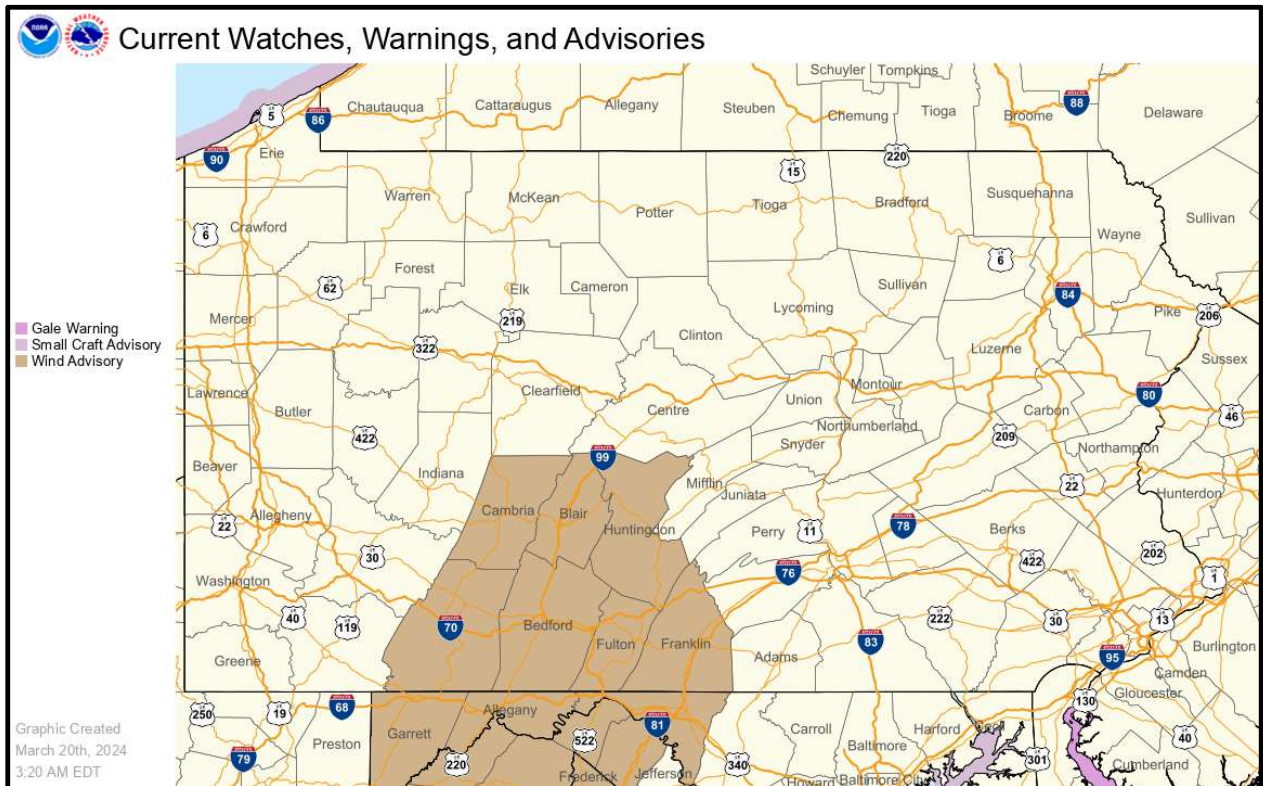 Current Watches, Warnings, and Advisories
Schuyler Tompkins
88
Chautauqua Cattaraugus Allegany Steuben Chemung Tioga Broome Delaware
5
86
90
Erie
220
15
Warren McKean Potter Tioga Bradford Susquehanna
Sullivan
6
Crawford
Wayne
Forest
6
62
Elk Cameron
Sullivan
84
Mercer
219
Lycoming
Pike
206
Gale Warning
Small Craft Advisory
Wind Advisory
322
Clinton
Luzerne
Sussex
Lawrence
Clearfield
Montour
80
Butler
Centre
Union
Carbon
46
422
Northumberland
209
Snyder
Northampton
99
Beaver
Indiana
Mifflin
22
Juniata
Hunterdon
Cambria Blair
Allegheny
22
Huntingdon
Perry
11
78
Berks
30
422
202
Washington
76
1
40
119
70
Bedford
222
30
13
Fulton Franklin
83
Burlington
Greene
Adams
95
Camden
Gloucester
250
19
68
Allegany
130
Graphic Created
March 20th, 2024
3:20 AM EDT
Garrett
81
Carroll
Harford
Cecil
40
Preston
522
Baltimore
79
220
340
301
Cumberland
Frederick Jefferson
Howard Baltimore City